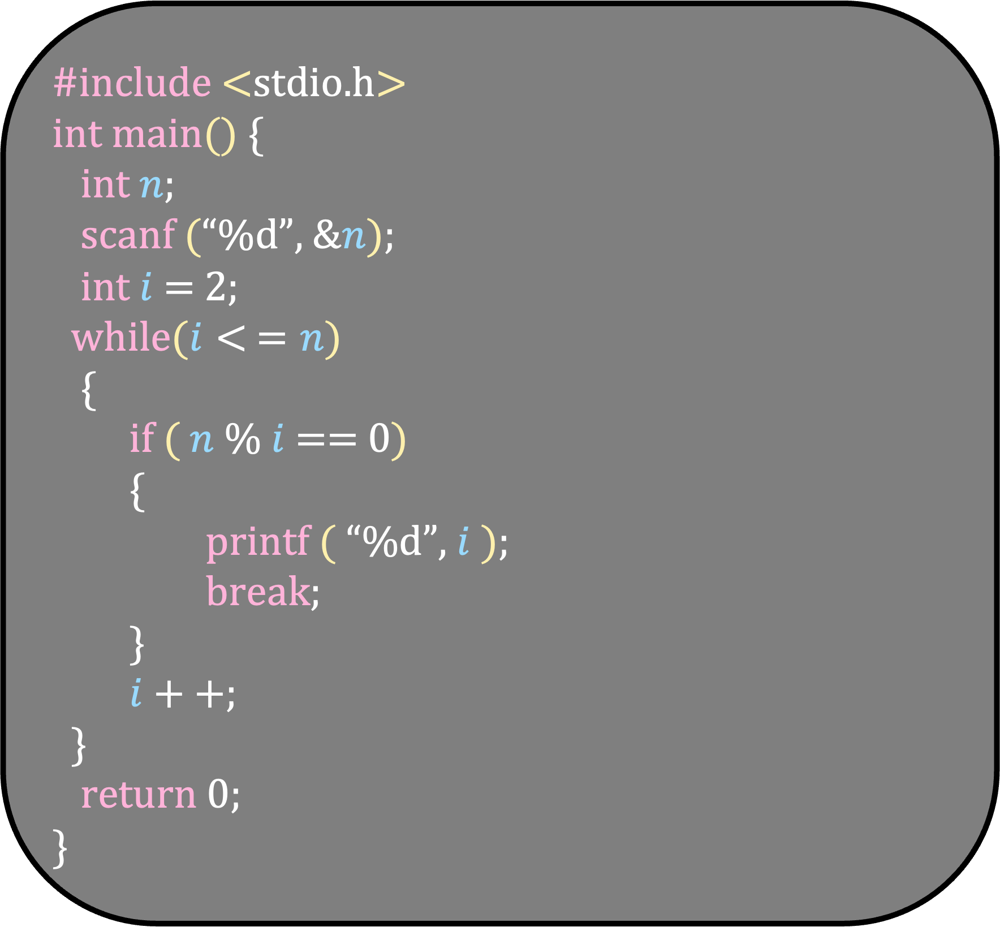 #include <stdio.h>
int main() {
int n;
scanf (“%d”, &n);
int i = 2;
while(i < = n)
{
if ( n % i == 0)
{
printf ( “%d”, i );
break;
}
i + +;
}
return 0;
}